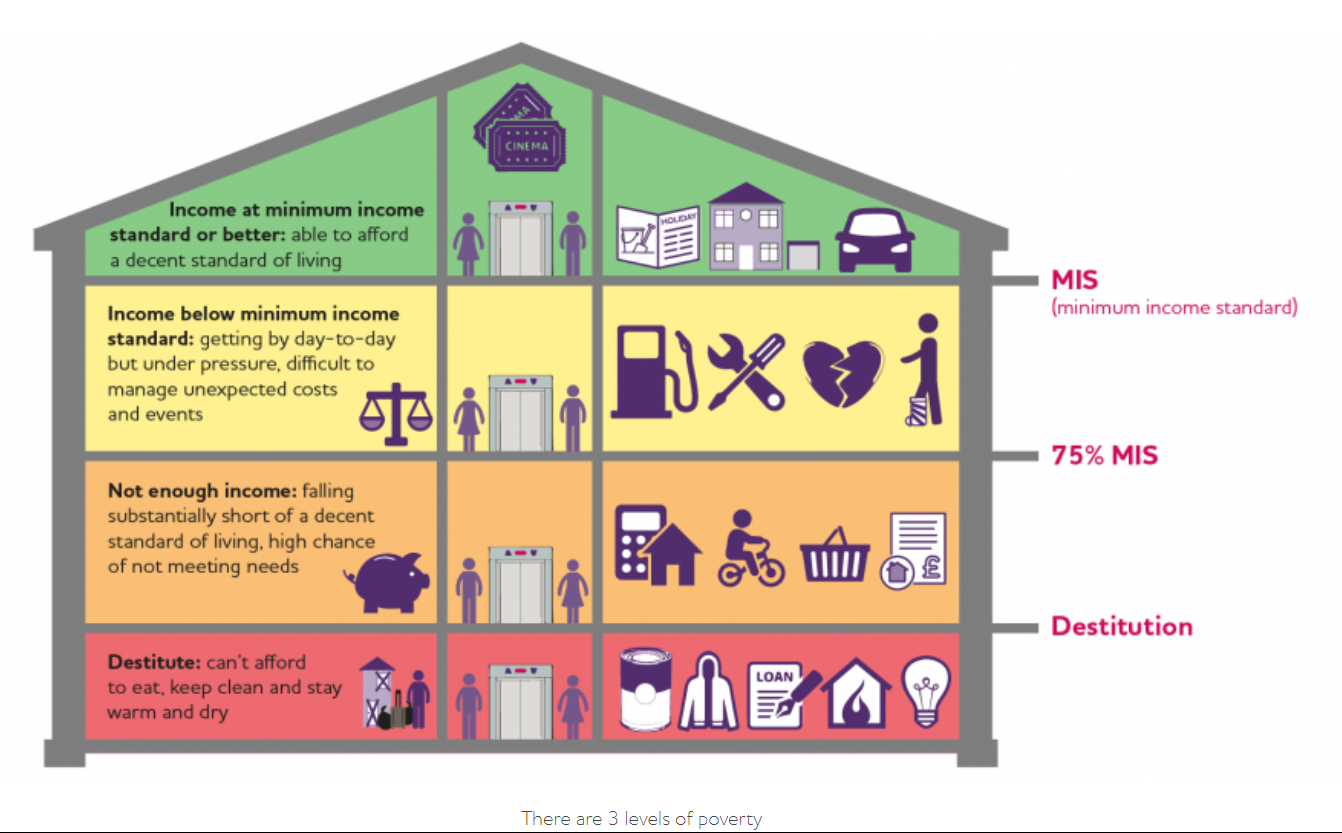 CINEMA
Income at minimum income
standard or better: able to afford
a decent standard of living
HOLIDAY
MIS
(minimum income standard)
Income below minimum income
standard: getting by day-to-day
but under pressure, difficult to
manage unexpected costs
and events
75% MIS
Not enough income: falling
substantially short of a decent
standard of living, high chance
of not meeting needs
£
Destitution
Destitute: can't afford
to eat, keep clean and stay
warm and dry
LOAN
There are 3 levels of poverty